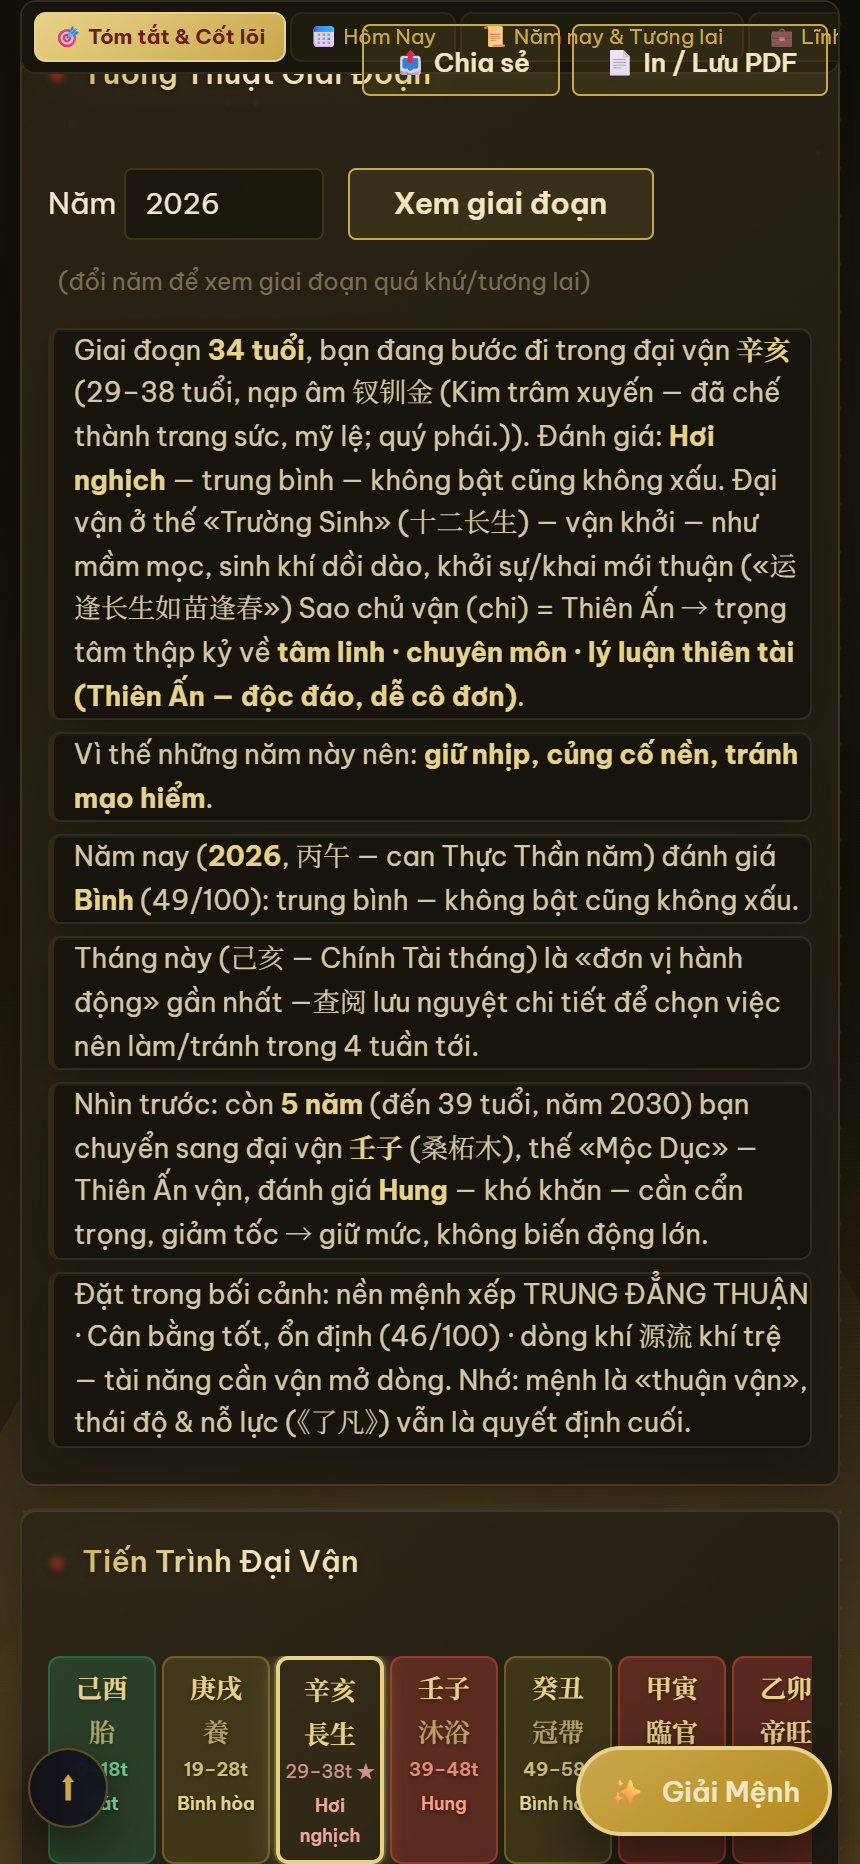 🎯 Tóm tắt & Cốt lõi
Hôm Nay
📜 Năm nay & Tương lai
💼 Lĩnh
Tường Thuật Giai Đoạn
📤 Chia sẻ
📄 In / Lưu PDF
Năm 2026
Xem giai đoạn
(đổi năm để xem giai đoạn quá khứ/tương lai)
Giai đoạn 34 tuổi, bạn đang bước đi trong đại vận 辛亥
(29–38 tuổi, nạp âm 钗钏金 (Kim trâm xuyến — đã chế
thành trang sức, mỹ lệ; quý phái.)). Đánh giá: Hơi
nghịch — trung bình — không bật cũng không xấu. Đại
vận ở thế «Trường Sinh» (十二长生) — vận khởi — như
mầm mọc, sinh khí dồi dào, khởi sự/khai mới thuận («运
逢长生如苗逢春») Sao chủ vận (chi) = Thiên Ấn → trọng
tâm thập kỷ về tâm linh · chuyên môn · lý luận thiên tài
(Thiên Ấn — độc đáo, dễ cô đơn).
Vì thế những năm này nên: giữ nhịp, củng cố nền, tránh
mạo hiểm.
Năm nay (2026, 丙午 — can Thực Thần năm) đánh giá
Bình (49/100): trung bình — không bật cũng không xấu.
Tháng này (己亥 — Chính Tài tháng) là «đơn vị hành
động» gần nhất —查阅 lưu nguyệt chi tiết để chọn việc
nên làm/tránh trong 4 tuần tới.
Nhìn trước: còn 5 năm (đến 39 tuổi, năm 2030) bạn
chuyển sang đại vận 壬子 (桑柘木), thế «Mộc Dục» —
Thiên Ấn vận, đánh giá Hung — khó khăn — cần cẩn
trọng, giảm tốc → giữ mức, không biến động lớn.
Đặt trong bối cảnh: nền mệnh xếp TRUNG ĐẲNG THUẬN
· Cân bằng tốt, ổn định (46/100) · dòng khí 源流 khí trệ
— tài năng cần vận mở dòng. Nhớ: mệnh là «thuận vận»,
thái độ & nỗ lực (《了凡》) vẫn là quyết định cuối.
Tiến Trình Đại Vận
己酉 庚戌 辛亥 壬子 癸丑 甲寅 乙卯
胎 養 長生 沐浴 冠帶 臨官 帝旺
18t 19–28t 29–38t ★ 39–48t 49–58
át Bình hòa Hơi nghịch Hung Bình hò
⬆
✨ Giải Mệnh